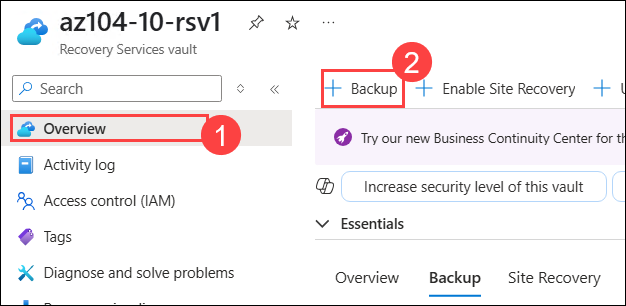 az104-10-rsv1
Recovery Services vault
Search
Overview
1
Activity log
Access control (IAM)
Tags
Diagnose and solve problems
2
Backup
Enable Site Recovery
Try our new Business Continuity Center for th
Increase security level of this vault
Essentials
Overview
Backup
Site Recovery